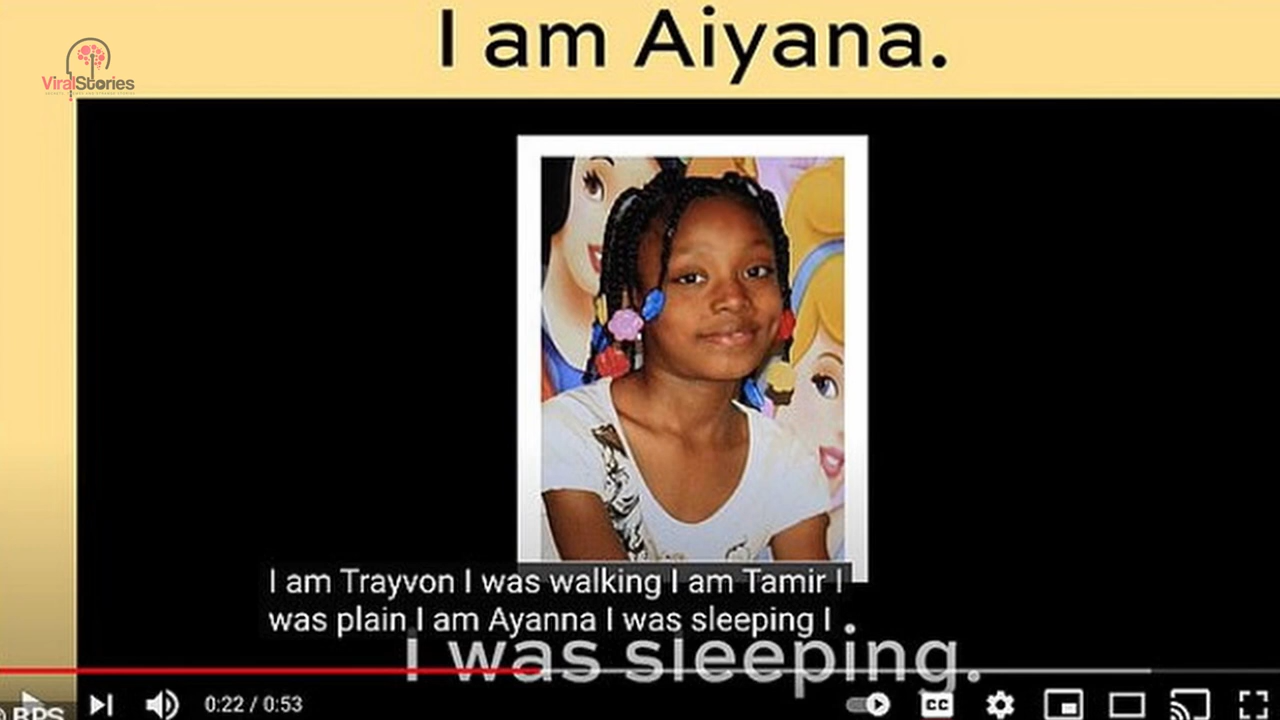 I am Aiyana.
ViralStories
I am Trayvon I was walking I am Tamir I
was plain I am Ayanna I was sleeping I
I was sleeping.
0:22 / 0:53
CC
BPS